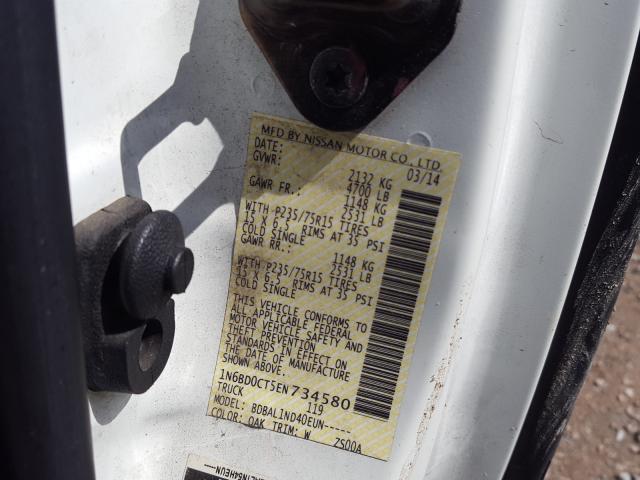 MFD BY NISSAN MOTOR CO., LTD.
DATE: 03/14
GVWR: 2132 KG
4700 LB
GAWR FR.: 1148 KG
2531 LB
WITH P235/75R15 TIRES
15 X 6.5 RIMS AT 35 PSI
COLD SINGLE
GAWR RR.: 1148 KG
2531 LB
WITH P235/75R15 TIRES
15 X 6.5 RIMS AT 35 PSI
COLD SINGLE
THIS VEHICLE CONFORMS TO
ALL APPLICABLE FEDERAL
MOTOR VEHICLE SAFETY AND
THEFT PREVENTION
STANDARDS IN EFFECT ON
THE DATE OF MANUFACTURE
SHOWN ABOVE.
1N6BD0CT5EN734580
TRUCK 119
MODEL: BDBALIND40EUN-----
COLOR: QAK TRIM: W ZS00A